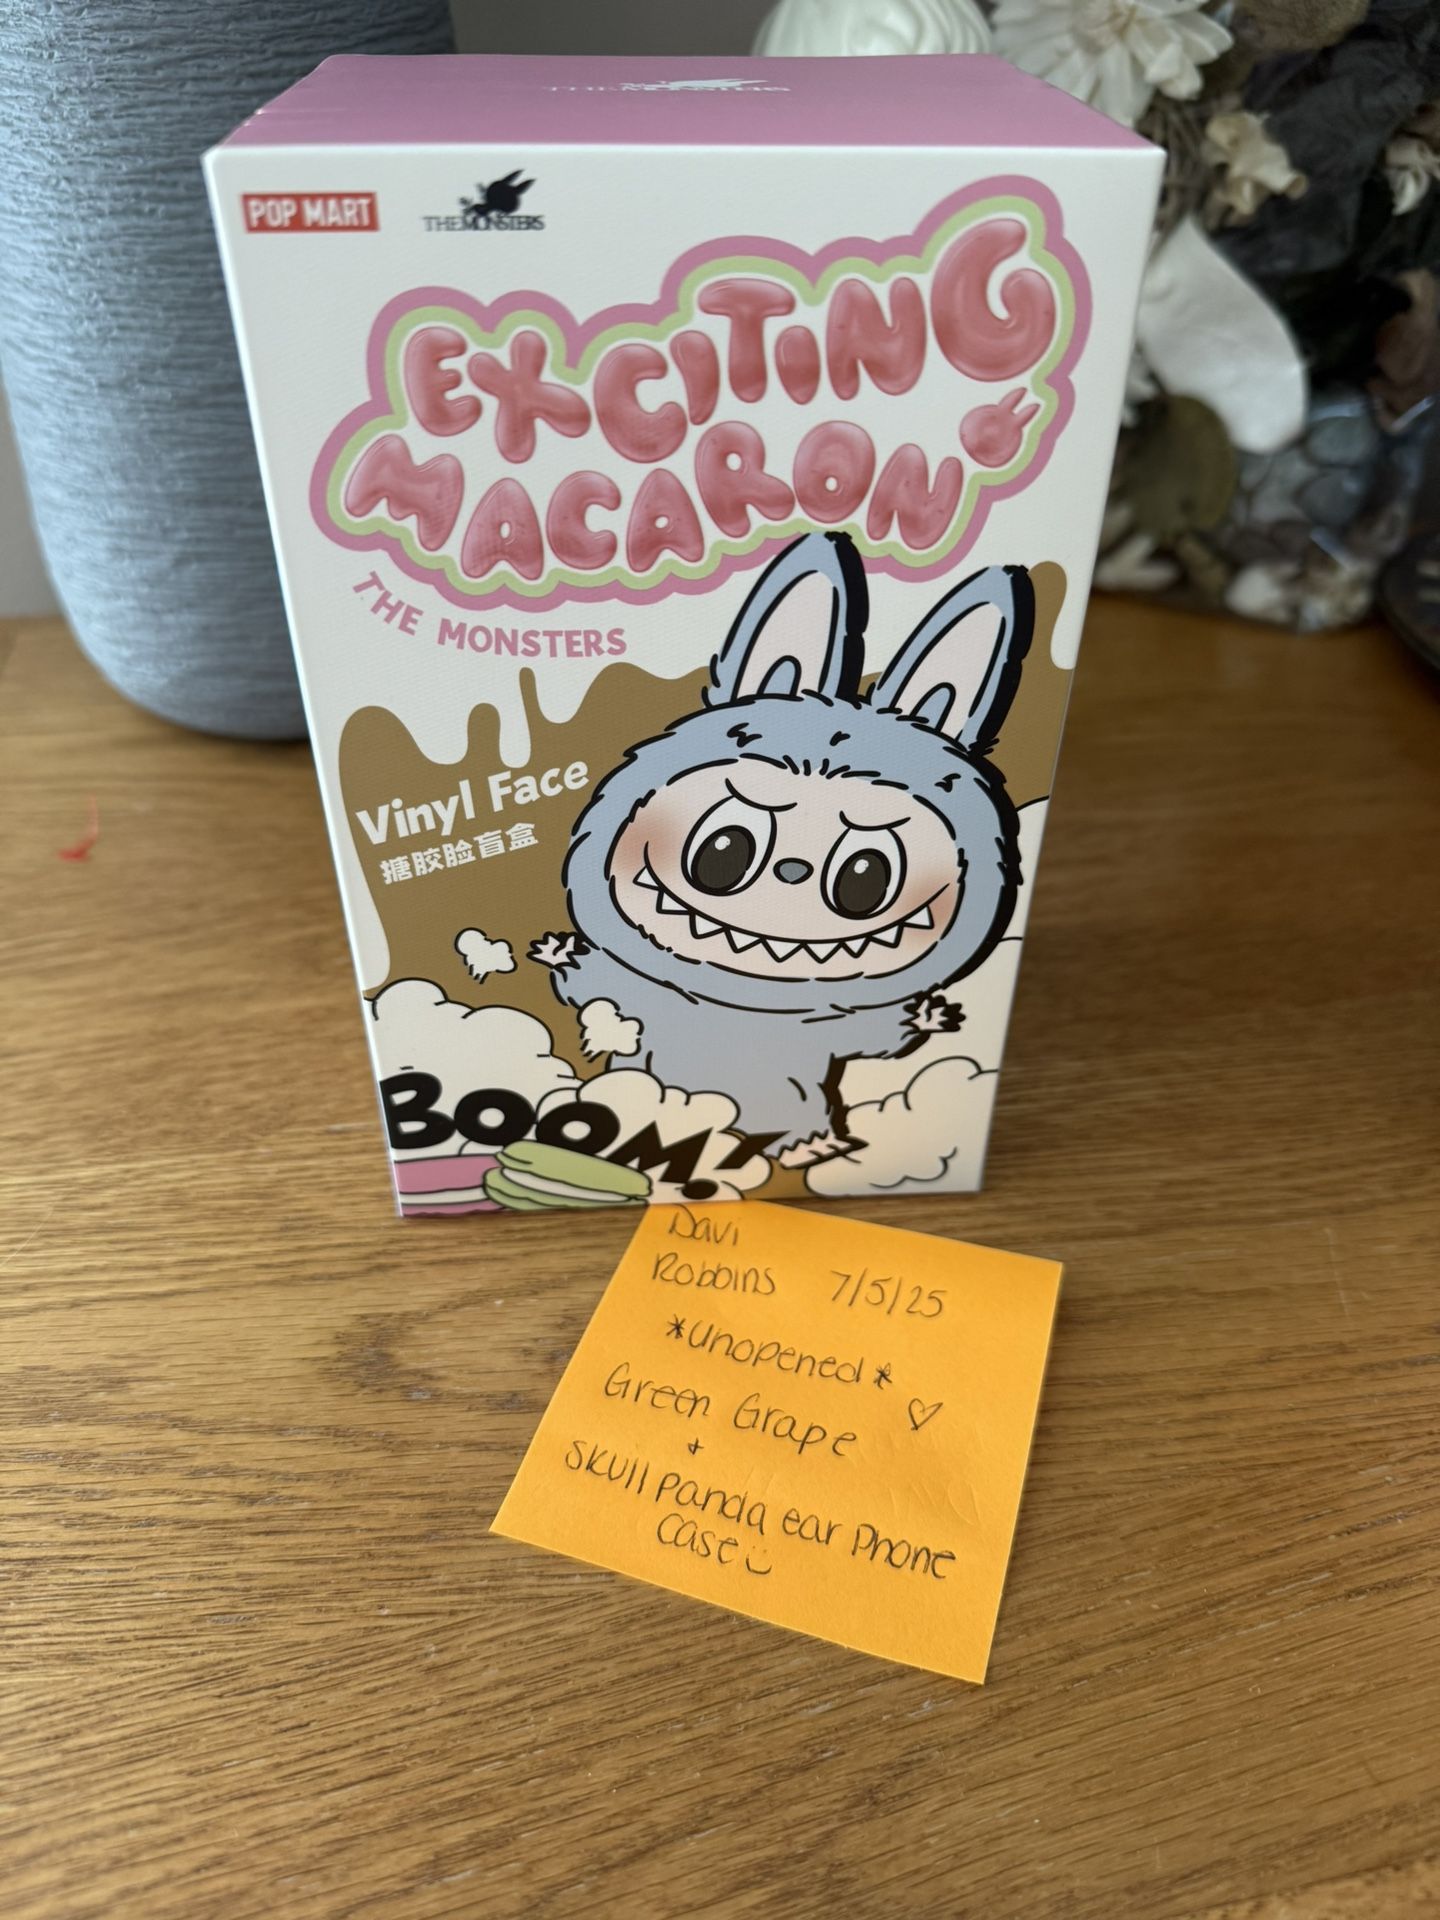 POP MART
THE MONSTERS
EXCITING
MACARON
THE MONSTERS
Vinyl Face
搪胶脸盲盒
BOOM!
Davi
Robbins 7/5/25
*unopened*
Green Grape ♡
+
Skull panda ear phone
case